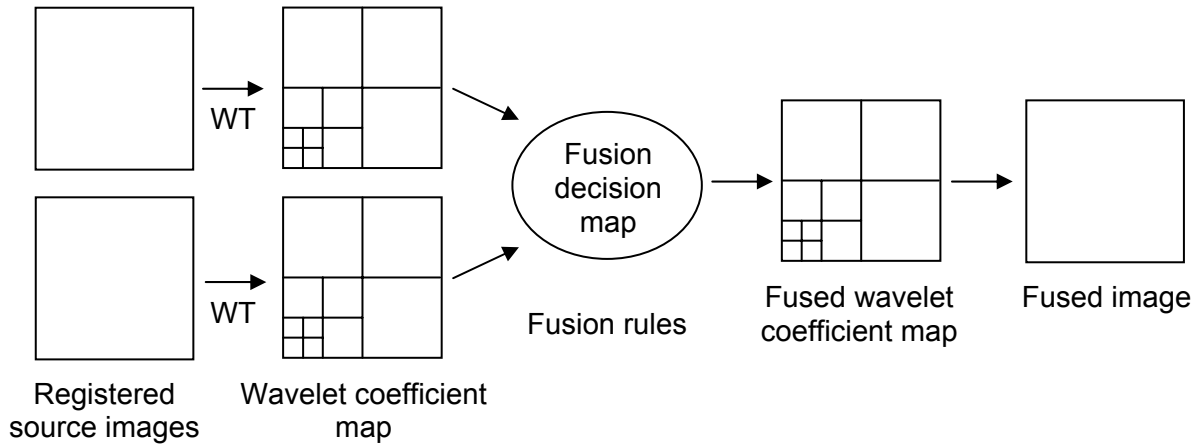 WT
WT
Fusion
decision
map
Fusion rules
Fused wavelet
coefficient map
Fused image
Registered
source images
Wavelet coefficient
map